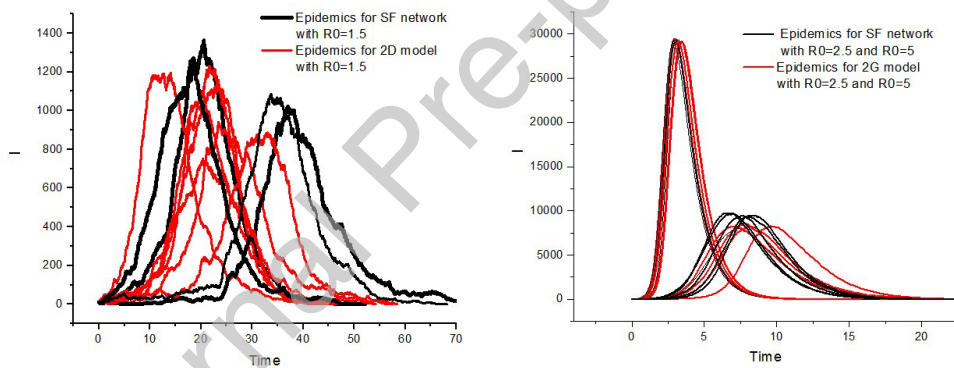 Epidemics for SF network
with R0=1.5
Epidemics for 2D model
with R0=1.5
1400
1200
1000
800
600
400
200
0
I
0 10 20 30 40 50 60 70
Time
Epidemics for SF network
with R0=2.5 and R0=5
Epidemics for 2G model
with R0=2.5 and R0=5
30000
25000
20000
15000
10000
5000
0
I
0 5 10 15 20
Time
rnal Pre-p